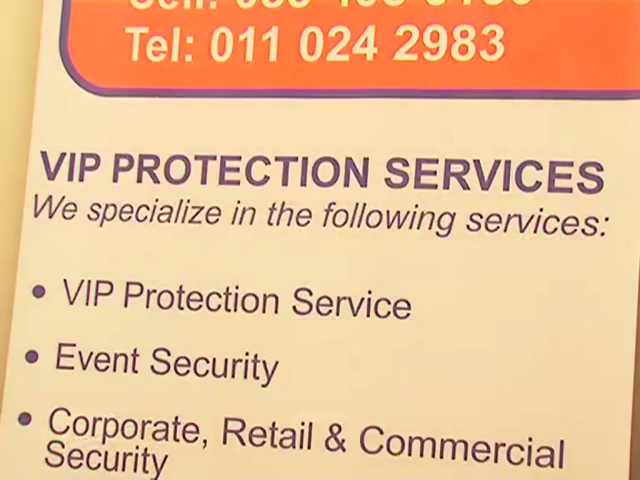 Tel: 011 024 2983
VIP PROTECTION SERVICES
We specialize in the following services:
• VIP Protection Service
• Event Security
• Corporate, Retail & Commercial
Security